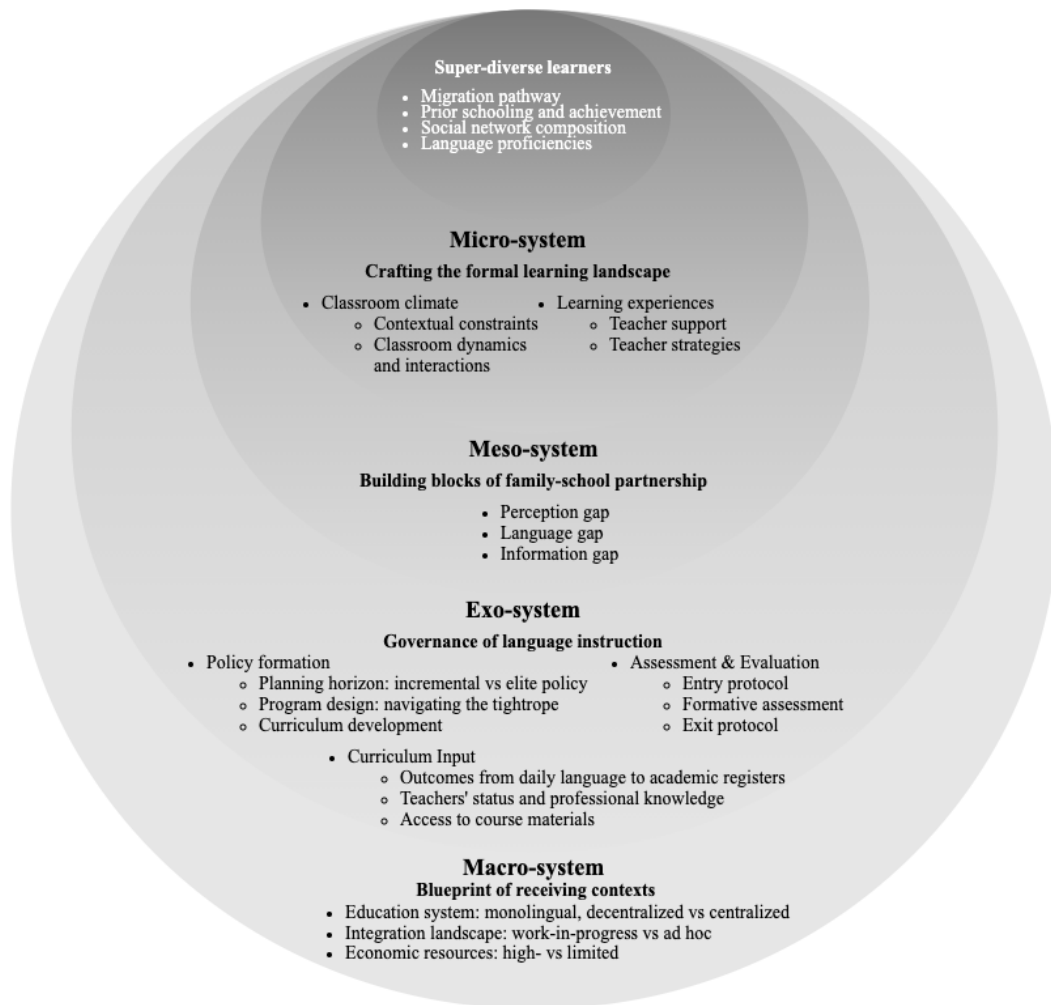 Super-diverse learners
• Migration pathway
• Prior schooling and achievement
• Social network composition
• Language proficiencies
Micro-system
Crafting the formal learning landscape
• Classroom climate
◦ Contextual constraints
◦ Classroom dynamics
and interactions
• Learning experiences
◦ Teacher support
◦ Teacher strategies
Meso-system
Building blocks of family-school partnership
• Perception gap
• Language gap
• Information gap
Exo-system
Governance of language instruction
• Policy formation
◦ Planning horizon: incremental vs elite policy
◦ Program design: navigating the tightrope
◦ Curriculum development
• Assessment & Evaluation
◦ Entry protocol
◦ Formative assessment
◦ Exit protocol
• Curriculum Input
◦ Outcomes from daily language to academic registers
◦ Teachers' status and professional knowledge
◦ Access to course materials
Macro-system
Blueprint of receiving contexts
• Education system: monolingual, decentralized vs centralized
• Integration landscape: work-in-progress vs ad hoc
• Economic resources: high- vs limited